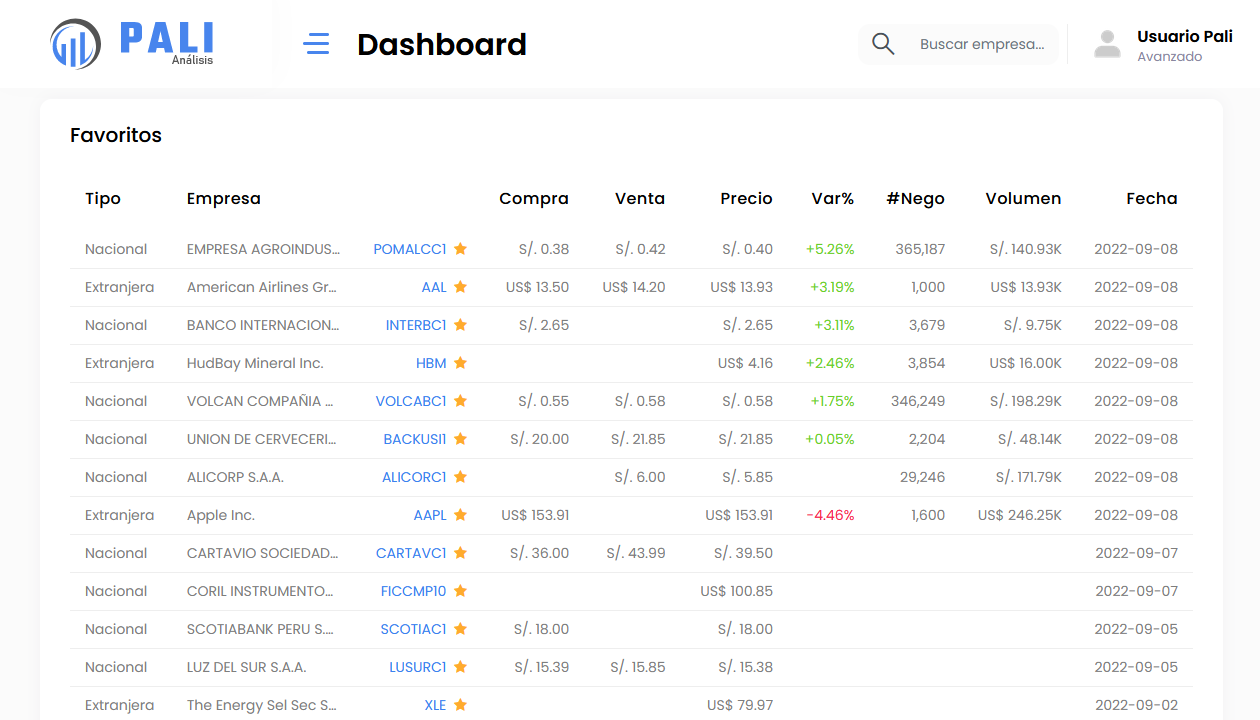 PALI
Análisis
Dashboard
Buscar empresa...
Usuario Pali
Avanzado
Favoritos
Tipo Empresa Compra Venta Precio Var% #Nego Volumen Fecha
Nacional EMPRESA AGROINDUS... POMALCC1 S/. 0.38 S/. 0.42 S/. 0.40 +5.26% 365,187 S/. 140.93K 2022-09-08
Extranjera American Airlines Gr... AAL US$ 13.50 US$ 14.20 US$ 13.93 +3.19% 1,000 US$ 13.93K 2022-09-08
Nacional BANCO INTERNACION... INTERBC1 S/. 2.65 S/. 2.65 +3.11% 3,679 S/. 9.75K 2022-09-08
Extranjera HudBay Mineral Inc. HBM US$ 4.16 +2.46% 3,854 US$ 16.00K 2022-09-08
Nacional VOLCAN COMPAÑIA ... VOLCABC1 S/. 0.55 S/. 0.58 S/. 0.58 +1.75% 346,249 S/. 198.29K 2022-09-08
Nacional UNION DE CERVECERI... BACKUSI1 S/. 20.00 S/. 21.85 S/. 21.85 +0.05% 2,204 S/. 48.14K 2022-09-08
Nacional ALICORP S.A.A. ALICORC1 S/. 6.00 S/. 5.85 29,246 S/. 171.79K 2022-09-08
Extranjera Apple Inc. AAPL US$ 153.91 US$ 153.91 -4.46% 1,600 US$ 246.25K 2022-09-08
Nacional CARTAVIO SOCIEDAD... CARTAVC1 S/. 36.00 S/. 43.99 S/. 39.50 2022-09-07
Nacional CORIL INSTRUMENTO... FICCMP10 US$ 100.85 2022-09-07
Nacional SCOTIABANK PERU S.... SCOTIAC1 S/. 18.00 S/. 18.00 2022-09-05
Nacional LUZ DEL SUR S.A.A. LUSURC1 S/. 15.39 S/. 15.85 S/. 15.38 2022-09-05
Extranjera The Energy Sel Sec S... XLE US$ 79.97 2022-09-02